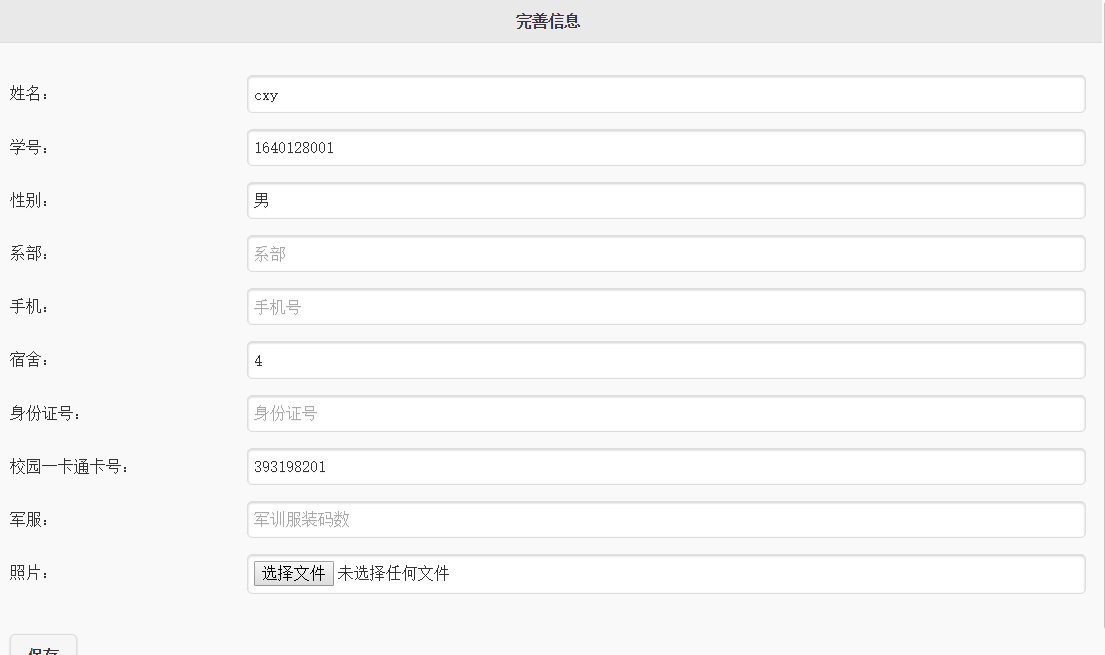 完善信息
姓名： cxy
学号： 1640128001
性别： 男
系部： 系部
手机： 手机号
宿舍： 4
身份证号： 身份证号
校园一卡通卡号： 393198201
军服： 军训服装码数
照片： 选择文件 未选择任何文件
保存